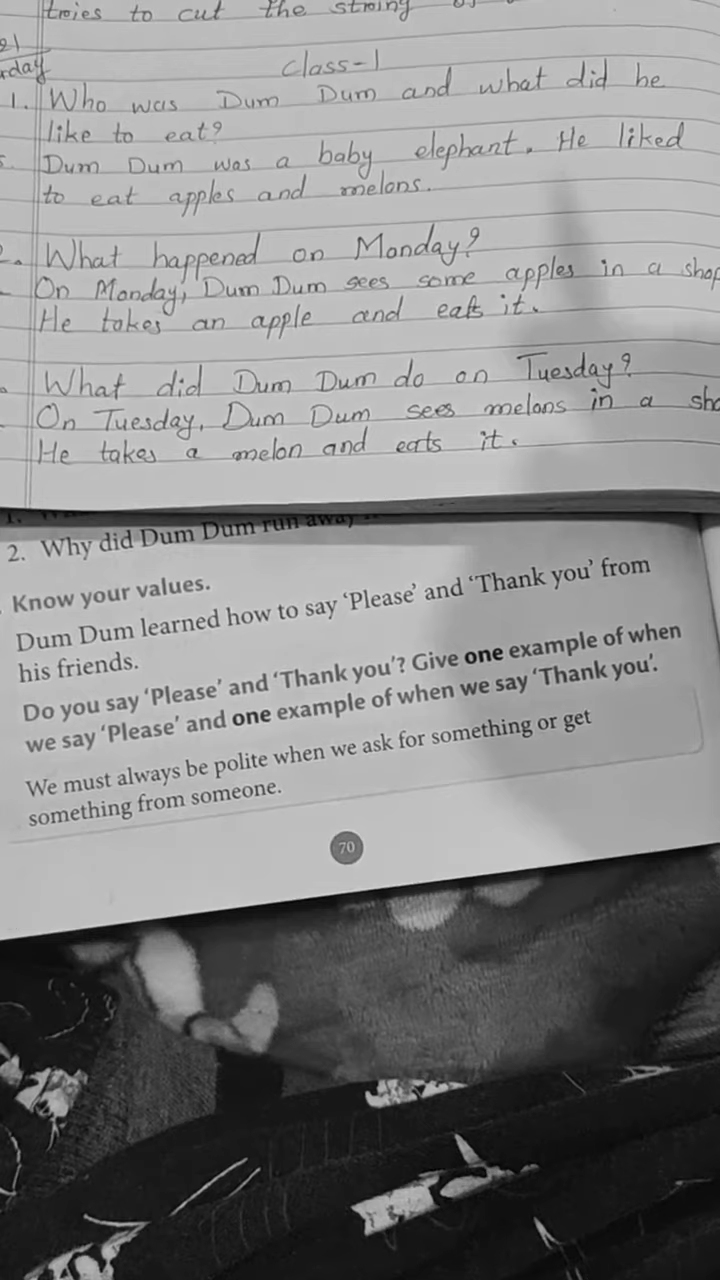 tries to cut the string
Class-1
1. Who was Dum Dum and what did he
like to eat?
Dum Dum was a baby elephant. He liked
to eat apples and melons.
2. What happened on Monday?
On Monday, Dum Dum sees some apples in a shop
He takes an apple and eats it.
What did Dum Dum do on Tuesday?
On Tuesday, Dum Dum sees melons in a sho
He takes a melon and eats it.
2. Why did Dum Dum run away
Know your values.
Dum Dum learned how to say ‘Please’ and ‘Thank you’ from
his friends.
Do you say ‘Please’ and ‘Thank you’? Give one example of when
we say ‘Please’ and one example of when we say ‘Thank you’.
We must always be polite when we ask for something or get
something from someone.
70